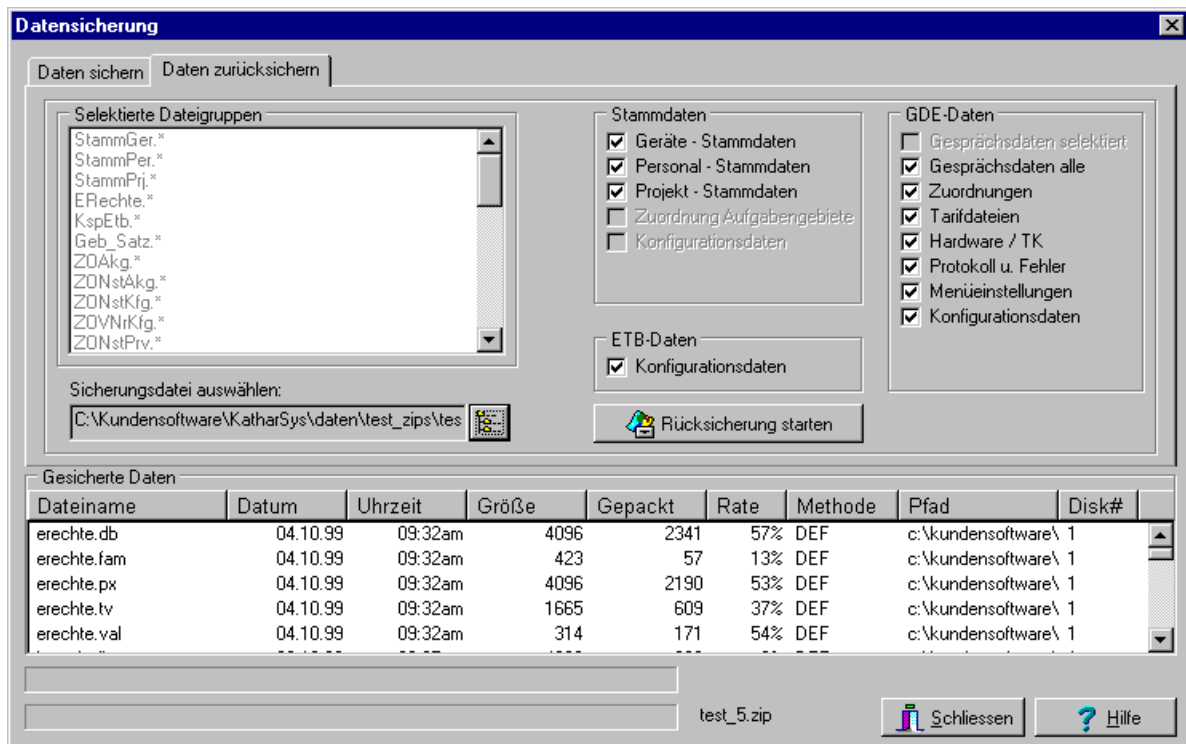 Datensicherung
Daten sichern
Daten zurücksichern
Selektierte Dateigruppen
StammGer.*
StammPer.*
StammPrj.*
ERechte.*
KspEtb.*
Geb_Satz.*
ZOAkg.*
ZONstAkg.*
ZONstKfg.*
ZOVNrKfg.*
ZONstPrv.*
Sicherungsdatei auswählen:
C:\Kundensoftware\KatharSys\daten\test_zips\tes
Stammdaten
Geräte - Stammdaten
Personal - Stammdaten
Projekt - Stammdaten
Zuordnung Aufgabengebiete
Konfigurationsdaten
ETB-Daten
Konfigurationsdaten
Rücksicherung starten
GDE-Daten
Gesprächsdaten selektiert
Gesprächsdaten alle
Zuordnungen
Tarifdateien
Hardware / TK
Protokoll u. Fehler
Menüeinstellungen
Konfigurationsdaten
Gesicherte Daten
Dateiname Datum Uhrzeit Größe Gepackt Rate Methode Pfad Disk#
erechte.db 04.10.99 09:32am 4096 2341 57% DEF c:\kundensoftware\ 1
erechte.fam 04.10.99 09:32am 423 57 13% DEF c:\kundensoftware\ 1
erechte.px 04.10.99 09:32am 4096 2190 53% DEF c:\kundensoftware\ 1
erechte.tv 04.10.99 09:32am 1665 609 37% DEF c:\kundensoftware\ 1
erechte.val 04.10.99 09:32am 314 171 54% DEF c:\kundensoftware\ 1
test_5.zip
Schliessen
Hilfe